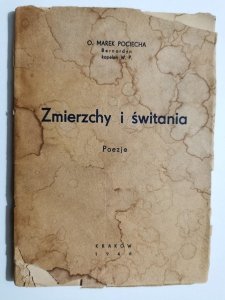 O. MAREK POCIECHA
Bernardyn
kapelan W. P.
Zmierzchy i świtania
Poezje
KRAKÓW